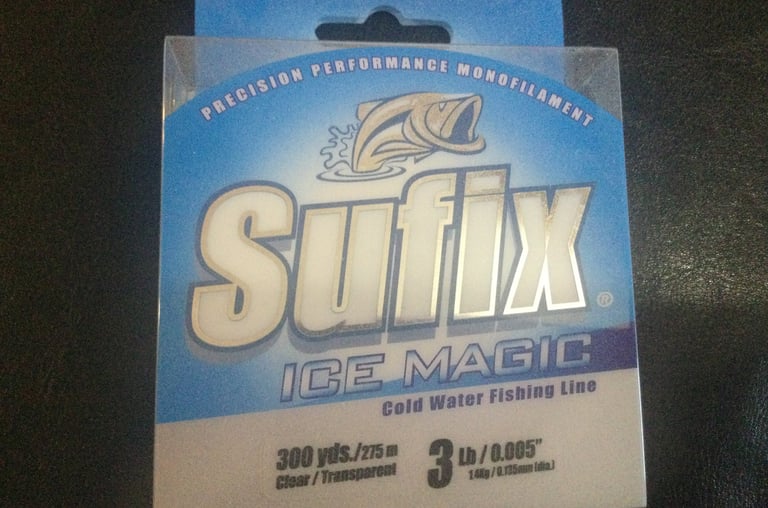 PRECISION PERFORMANCE MONOFILAMENT
Sufix®
ICE MAGIC
Cold Water Fishing Line
300 yds./275 m
Clear / Transparent
3 Lb / 0.005"
1.4Kg / 0.135mm (dia.)